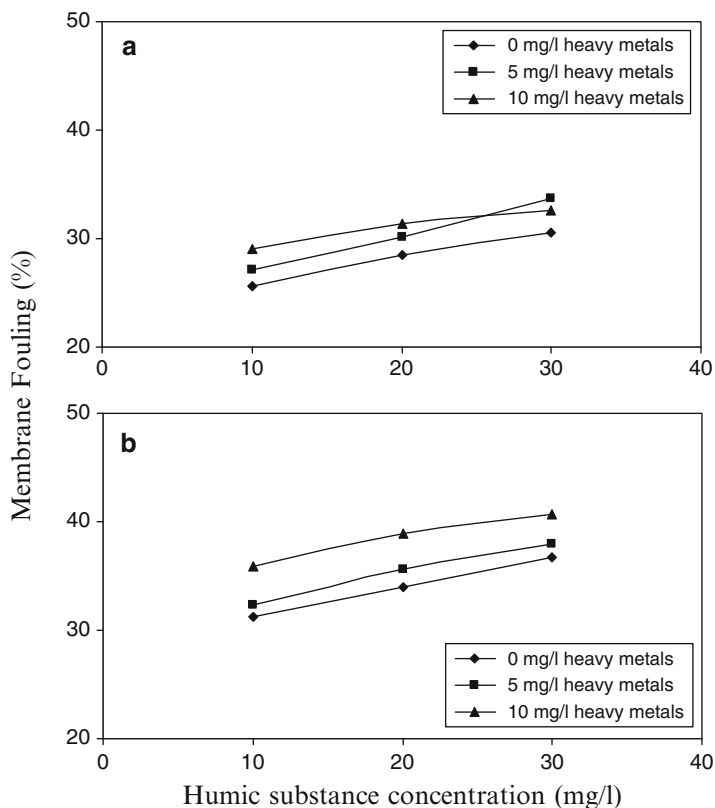 Membrane Fouling (%)
a
0 mg/l heavy metals
5 mg/l heavy metals
10 mg/l heavy metals
50
40
30
20
0
10
20
30
40
b
0 mg/l heavy metals
5 mg/l heavy metals
10 mg/l heavy metals
50
40
30
20
0
10
20
30
40
Humic substance concentration (mg/l)